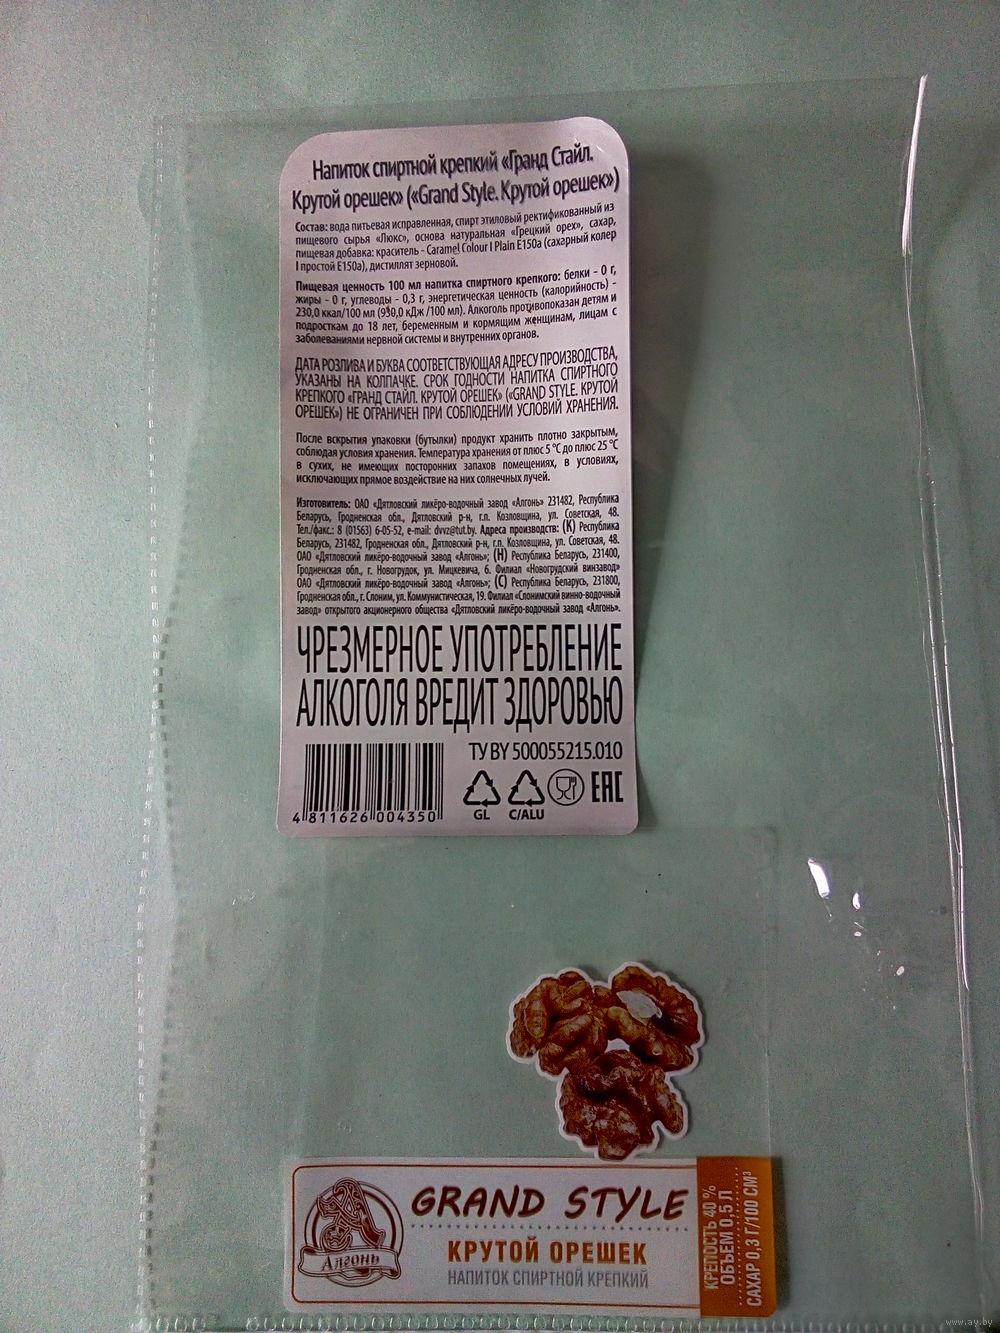 Напиток спиртной крепкий «Гранд Стайл.
Крутой орешек» («Grand Style. Крутой орешек»)
Состав: вода питьевая исправленная, спирт этиловый ректификованный из
пищевого сырья «Люкс», основа натуральная «Грецкий орех», сахар,
пищевая добавка: краситель - Caramel Colour I Plain E150a (сахарный колер
I простой E150a), дистиллят зерновой.
Пищевая ценность 100 мл напитка спиртного крепкого: белки - 0 г,
жиры - 0 г, углеводы - 0,3 г, энергетическая ценность (калорийность) -
230,0 ккал/100 мл (930,0 кДж /100 мл). Алкоголь противопоказан детям и
подросткам до 18 лет, беременным и кормящим женщинам, лицам с
заболеваниями нервной системы и внутренних органов.
ДАТА РОЗЛИВА И БУКВА СООТВЕТСТВУЮЩАЯ АДРЕСУ ПРОИЗВОДСТВА,
УКАЗАНЫ НА КОЛПАЧКЕ. СРОК ГОДНОСТИ НАПИТКА СПИРТНОГО
КРЕПКОГО «ГРАНД СТАЙЛ. КРУТОЙ ОРЕШЕК» («GRAND STYLE. КРУТОЙ
ОРЕШЕК») НЕ ОГРАНИЧЕН ПРИ СОБЛЮДЕНИИ УСЛОВИЙ ХРАНЕНИЯ.
После вскрытия упаковки (бутылки) продукт хранить плотно закрытым,
соблюдая условия хранения. Температура хранения от плюс 5 °С до плюс 25 °С
в сухих, не имеющих посторонних запахов помещениях, в условиях,
исключающих прямое воздействие на них солнечных лучей.
Изготовитель: ОАО «Дятловский ликёро-водочный завод «Алгонь» 231482, Республика
Беларусь, Гродненская обл., Дятловский р-н, г.п. Козловщина, ул. Советская, 48.
Тел./факс.: 8 (01563) 6-05-52, e-mail: dvvz@tut.by. Адреса производств: (К) Республика
Беларусь, 231482, Гродненская обл., Дятловский р-н, г.п. Козловщина, ул. Советская, 48.
ОАО «Дятловский ликёро-водочный завод «Алгонь»; (Н) Республика Беларусь, 231400,
Гродненская обл., г. Новогрудок, ул. Мицкевича, 6. Филиал «Новогрудский винзавод»
ОАО «Дятловский ликёро-водочный завод «Алгонь»; (С) Республика Беларусь, 231800,
Гродненская обл., г. Слоним, ул. Коммунистическая, 19. Филиал «Слонимский винно-водочный
завод» открытого акционерного общества «Дятловский ликёро-водочный завод «Алгонь».
ЧРЕЗМЕРНОЕ УПОТРЕБЛЕНИЕ
АЛКОГОЛЯ ВРЕДИТ ЗДОРОВЬЮ
ТУ BY 500055215.010
GL C/ALU EAC
4 811626 004350
Алгонь
GRAND STYLE
КРУТОЙ ОРЕШЕК
НАПИТОК СПИРТНОЙ КРЕПКИЙ
КРЕПОСТЬ 40 %
ОБЪЕМ 0,5 Л
САХАР 0,3 Г/100 СМ³
www.ay.by